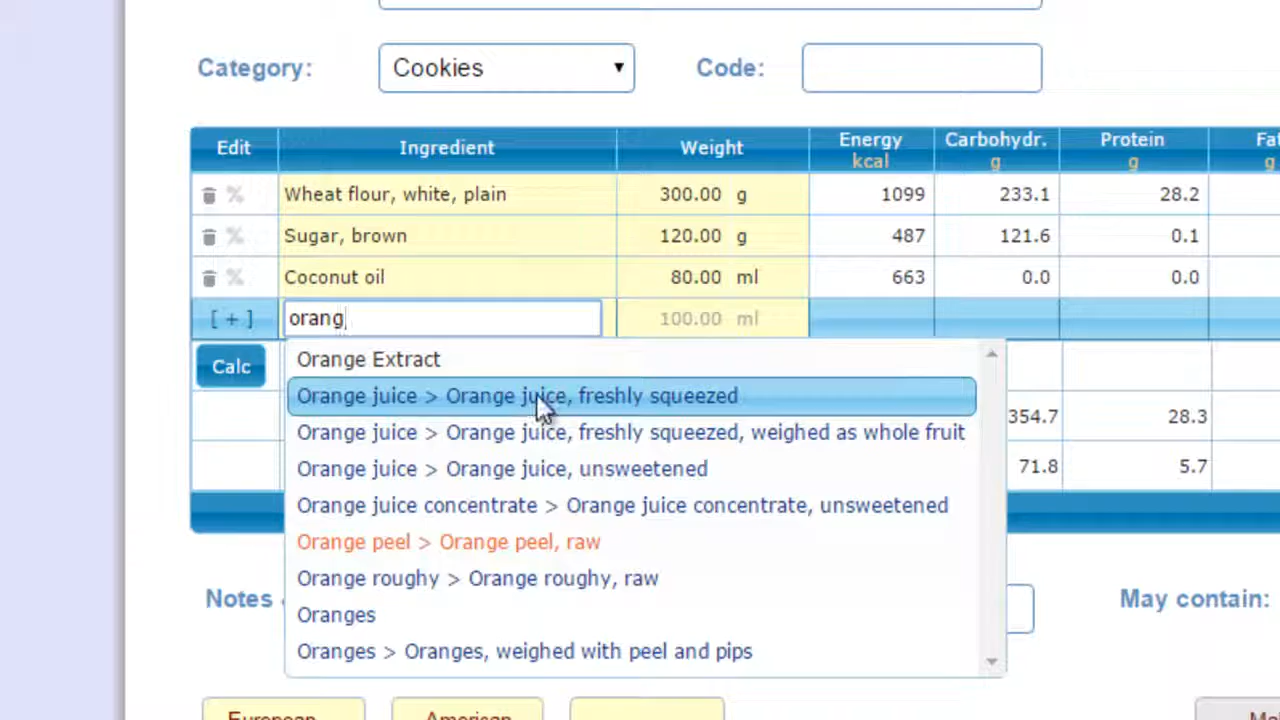 Category: Cookies Code:
Edit Ingredient Weight Energy kcal Carbohydr. g Protein g Fat g
Wheat flour, white, plain 300.00 g 1099 233.1 28.2
% Sugar, brown 120.00 g 487 121.6 0.1
% Coconut oil 80.00 ml 663 0.0 0.0
[ + ] orang 100.00 ml
Calc
Orange Extract
Orange juice > Orange juice, freshly squeezed
Orange juice > Orange juice, freshly squeezed, weighed as whole fruit
354.7 28.3
Orange juice > Orange juice, unsweetened
71.8 5.7
Orange juice concentrate > Orange juice concentrate, unsweetened
Orange peel > Orange peel, raw
Orange roughy > Orange roughy, raw
Notes May contain:
Oranges
Oranges > Oranges, weighed with peel and pips
European American